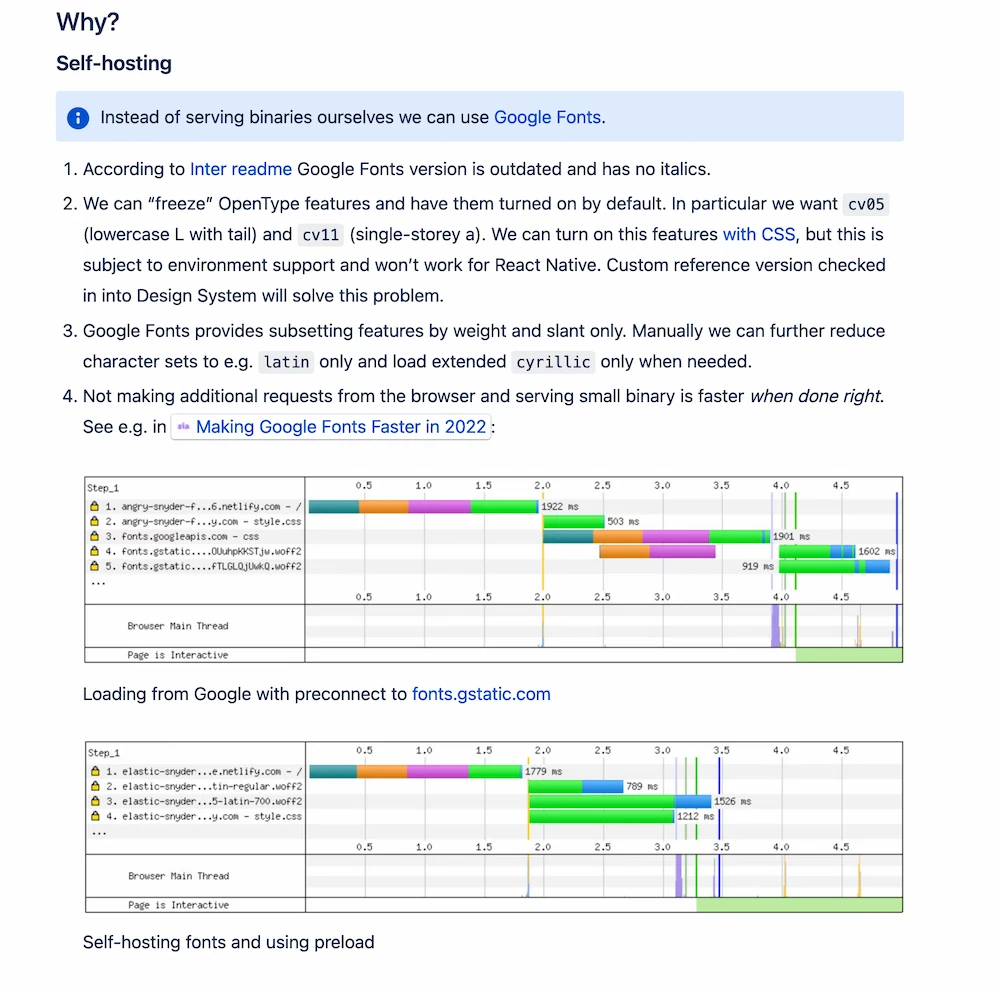 Why?
Self-hosting
Instead of serving binaries ourselves we can use Google Fonts.
1. According to Inter readme Google Fonts version is outdated and has no italics.
2. We can “freeze” OpenType features and have them turned on by default. In particular we want cv05
(lowercase L with tail) and cv11 (single-storey a). We can turn on this features with CSS, but this is
subject to environment support and won’t work for React Native. Custom reference version checked
in into Design System will solve this problem.
3. Google Fonts provides subsetting features by weight and slant only. Manually we can further reduce
character sets to e.g. latin only and load extended cyrillic only when needed.
4. Not making additional requests from the browser and serving small binary is faster when done right.
See e.g. in Making Google Fonts Faster in 2022:
Step_1 0.5 1.0 1.5 2.0 2.5 3.0 3.5 4.0 4.5
1. angry-snyder-f...6.netlify.com - / 1922 ms
2. angry-snyder-f...y.com - style.css 503 ms
3. fonts.googleapis.com - css 1901 ms
4. fonts.gstatic....OUuhpKKSTjw.woff2 1602 ms
5. fonts.gstatic....fTLGLQjUwkQ.woff2 919 ms
...
0.5 1.0 1.5 2.0 2.5 3.0 3.5 4.0 4.5
Browser Main Thread
Page is Interactive
Loading from Google with preconnect to fonts.gstatic.com
Step_1 0.5 1.0 1.5 2.0 2.5 3.0 3.5 4.0 4.5
1. elastic-snyder...e.netlify.com - / 1779 ms
2. elastic-snyder...tin-regular.woff2 789 ms
3. elastic-snyder...5-latin-700.woff2 1526 ms
4. elastic-snyder...y.com - style.css 1212 ms
...
0.5 1.0 1.5 2.0 2.5 3.0 3.5 4.0 4.5
Browser Main Thread
Page is Interactive
Self-hosting fonts and using preload